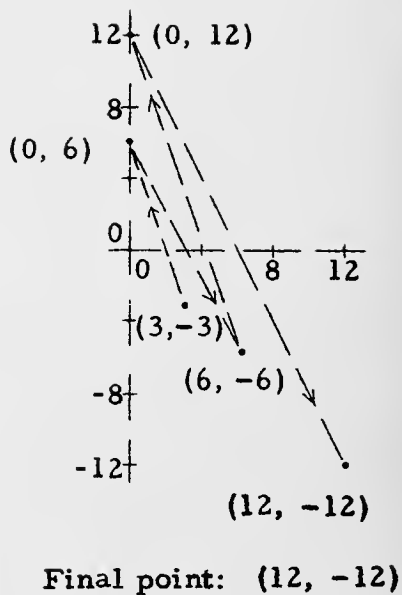 12 (0, 12)
8
(0, 6)
0
0 8 12
(3,-3)
(6, -6)
-8
-12
(12, -12)
Final point: (12, -12)